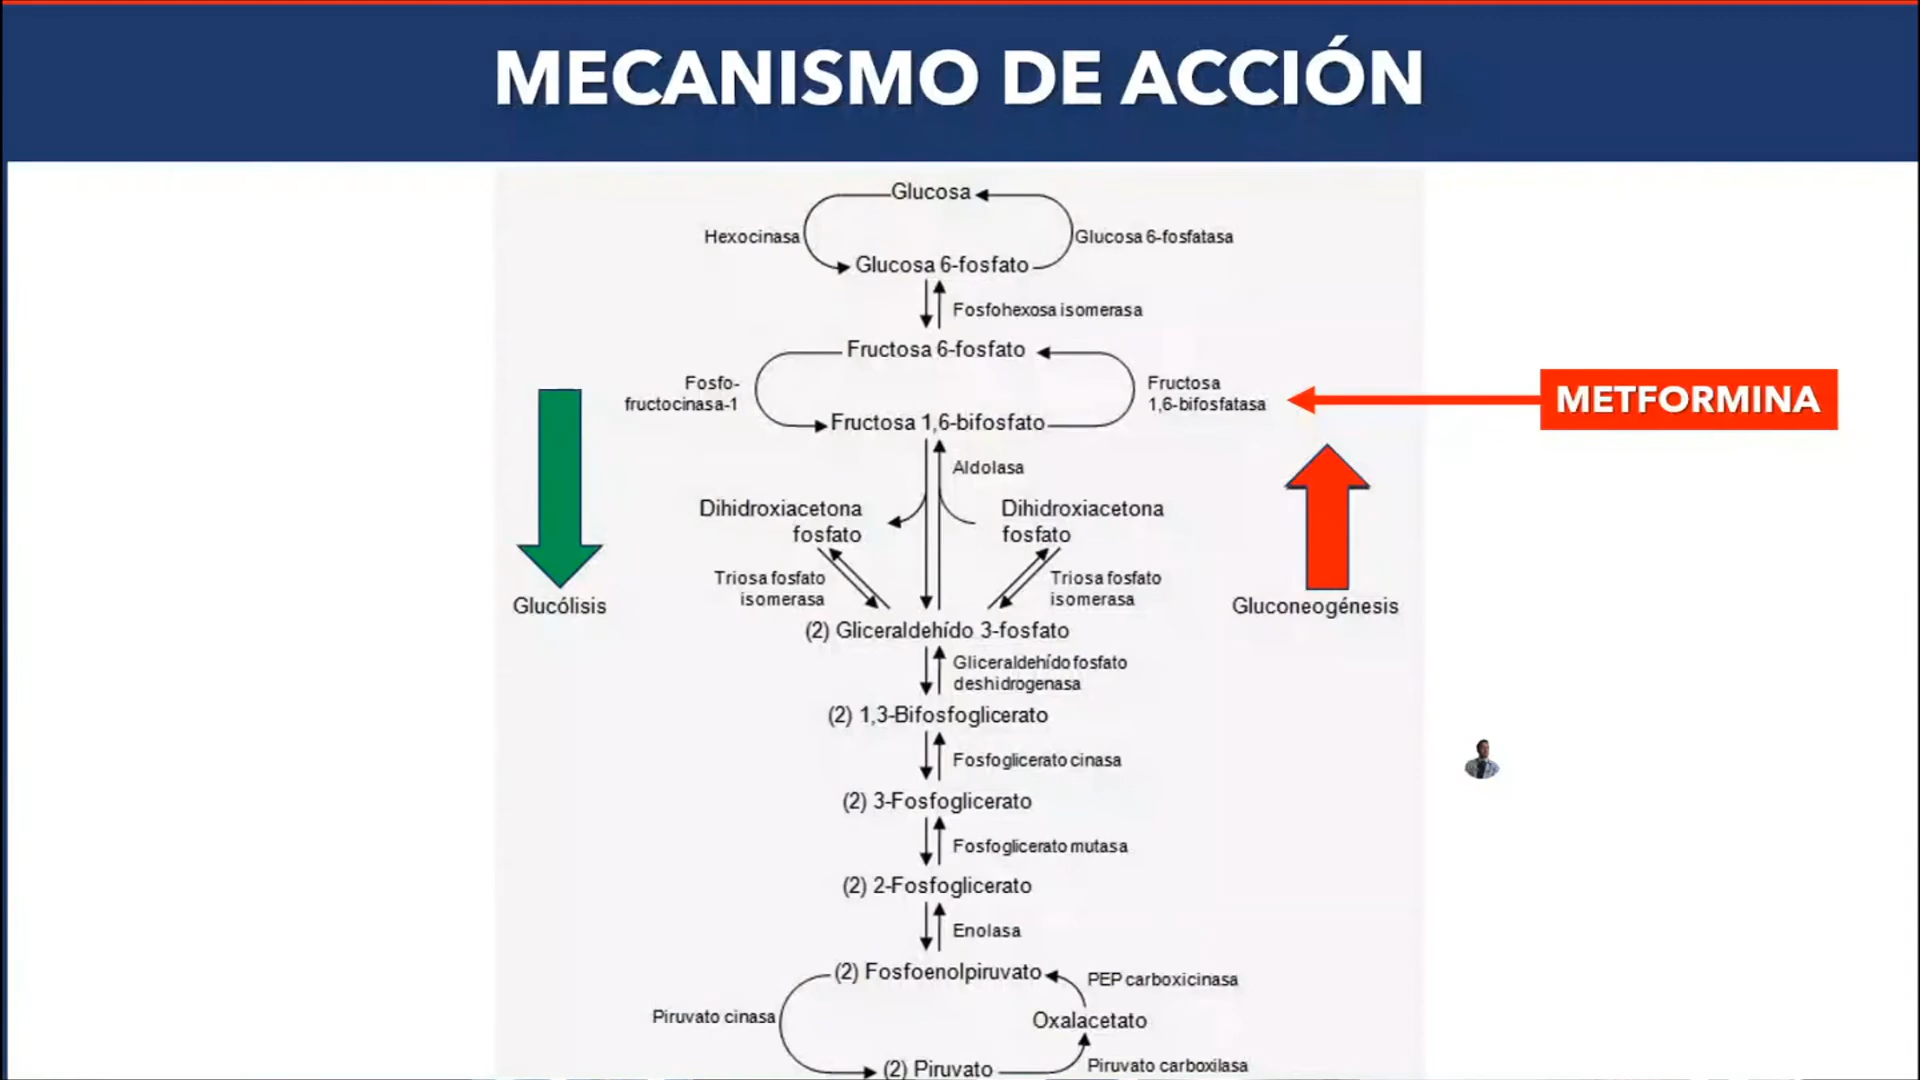 MECANISMO DE ACCIÓN
Glucosa
Hexocinasa
Glucosa 6-fosfatasa
Glucosa 6-fosfato
Fosfohexosa isomerasa
Fructosa 6-fosfato
Fosfo-
fructocinasa-1
Fructosa
1,6-bifosfatasa
METFORMINA
Fructosa 1,6-bifosfato
Aldolasa
Dihidroxiacetona
fosfato
Dihidroxiacetona
fosfato
Triosa fosfato
isomerasa
Triosa fosfato
isomerasa
Glucólisis
Gluconeogénesis
(2) Gliceraldehído 3-fosfato
Gliceraldehído fosfato
deshidrogenasa
(2) 1,3-Bifosfoglicerato
Fosfoglicerato cinasa
(2) 3-Fosfoglicerato
Fosfoglicerato mutasa
(2) 2-Fosfoglicerato
Enolasa
(2) Fosfoenolpiruvato
PEP carboxicinasa
Piruvato cinasa
Oxalacetato
(2) Piruvato
Piruvato carboxilasa